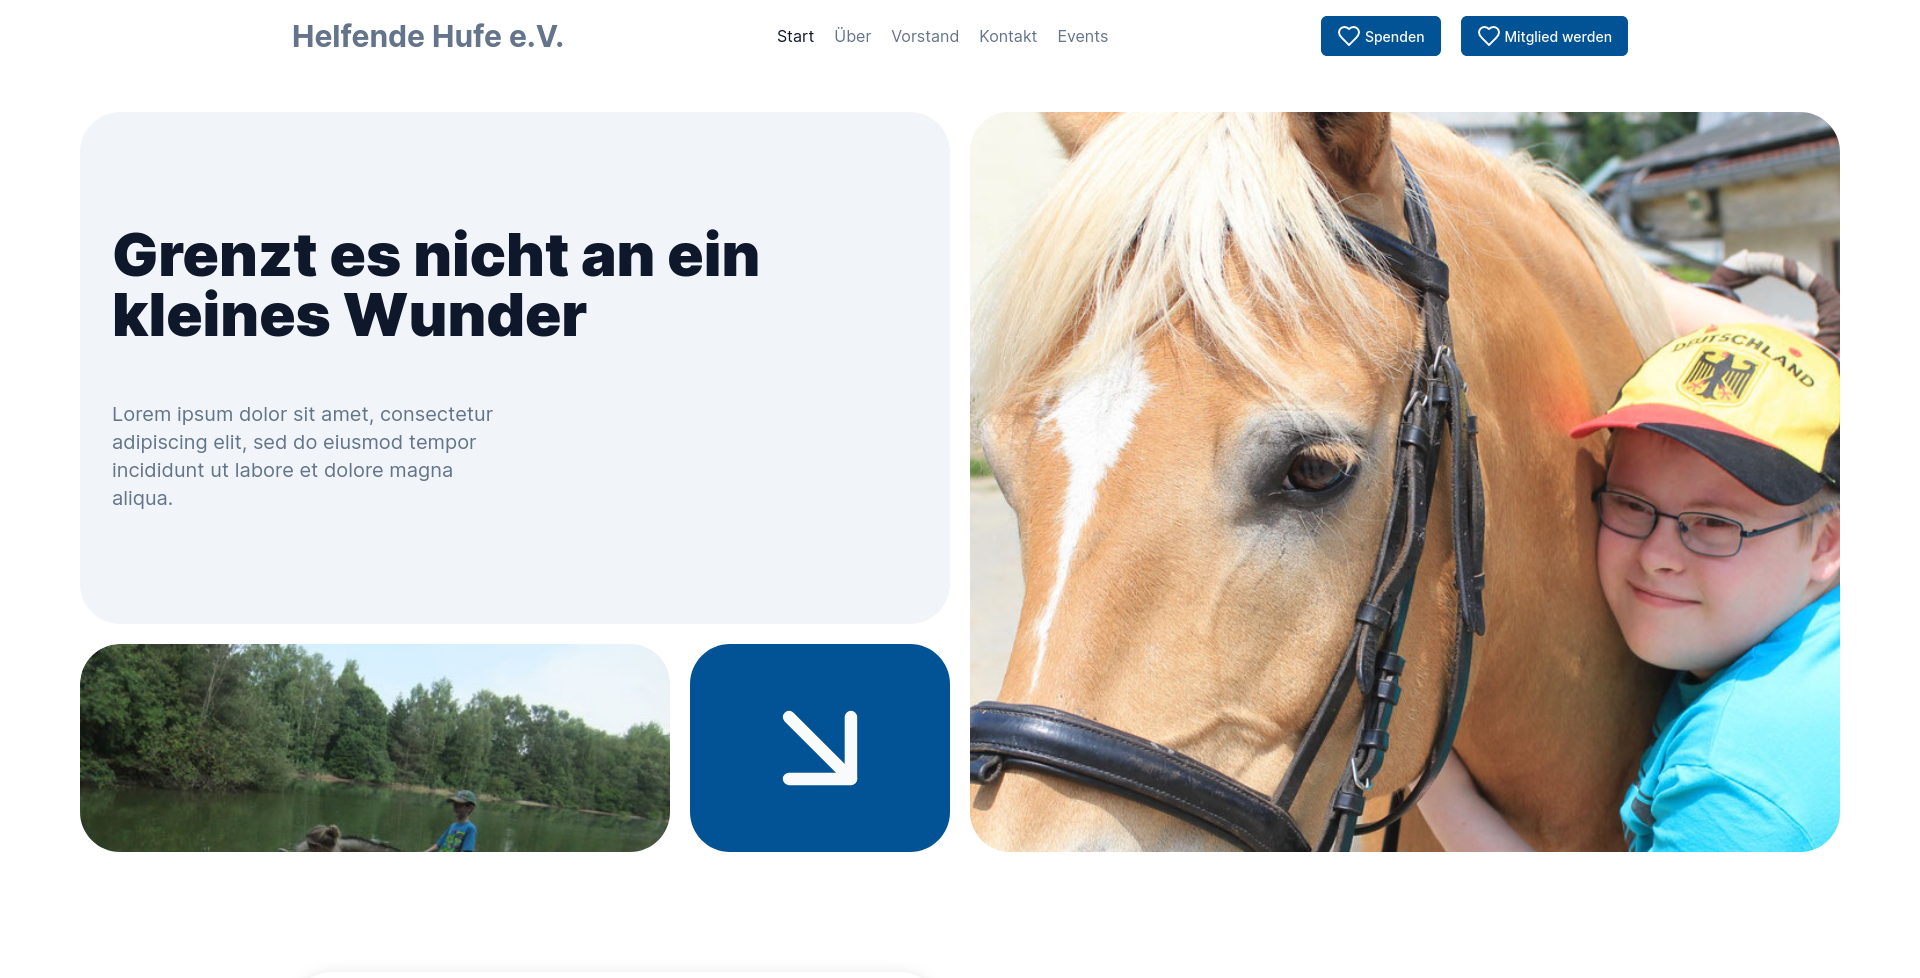 Helfende Hufe e.V.
Start
Über
Vorstand
Kontakt
Events
Spenden
Mitglied werden
Grenzt es nicht an ein
kleines Wunder
Lorem ipsum dolor sit amet, consectetur
adipiscing elit, sed do eiusmod tempor
incididunt ut labore et dolore magna
aliqua.
DEUTSCHLAND